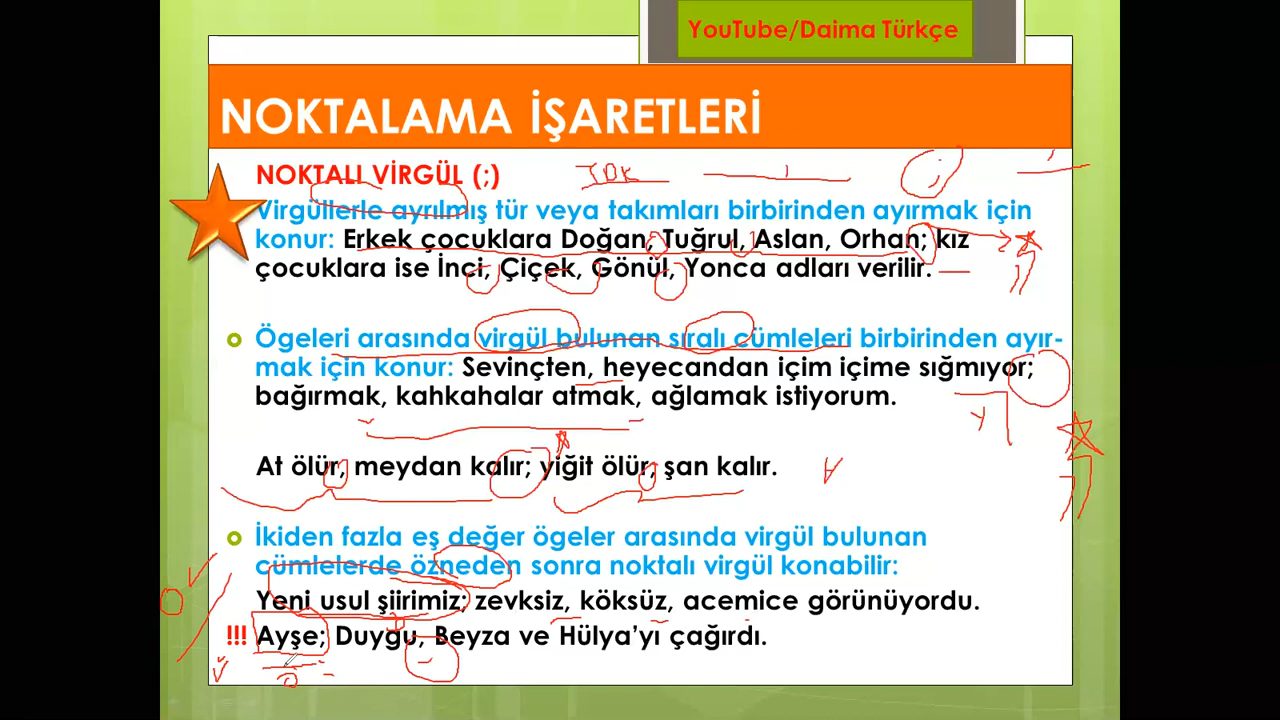 YouTube/Daima Türkçe
NOKTALAMA İŞARETLERİ
NOKTALI VİRGÜL (;)
TDK
;
Virgüllerle ayrılmış tür veya takımları birbirinden ayırmak için
konur: Erkek çocuklara Doğan, Tuğrul, Aslan, Orhan; kız
çocuklara ise İnci, Çiçek, Gönül, Yonca adları verilir.
Ögeleri arasında virgül bulunan sıralı cümleleri birbirinden ayır-
mak için konur: Sevinçten, heyecandan içim içime sığmıyor;
bağırmak, kahkahalar atmak, ağlamak istiyorum.
At ölür, meydan kalır; yiğit ölür, şan kalır.
İkiden fazla eş değer ögeler arasında virgül bulunan
cümlelerde özneden sonra noktalı virgül konabilir:
Yeni usul şiirimiz; zevksiz, köksüz, acemice görünüyordu.
!!! Ayşe; Duygu, Beyza ve Hülya’yı çağırdı.